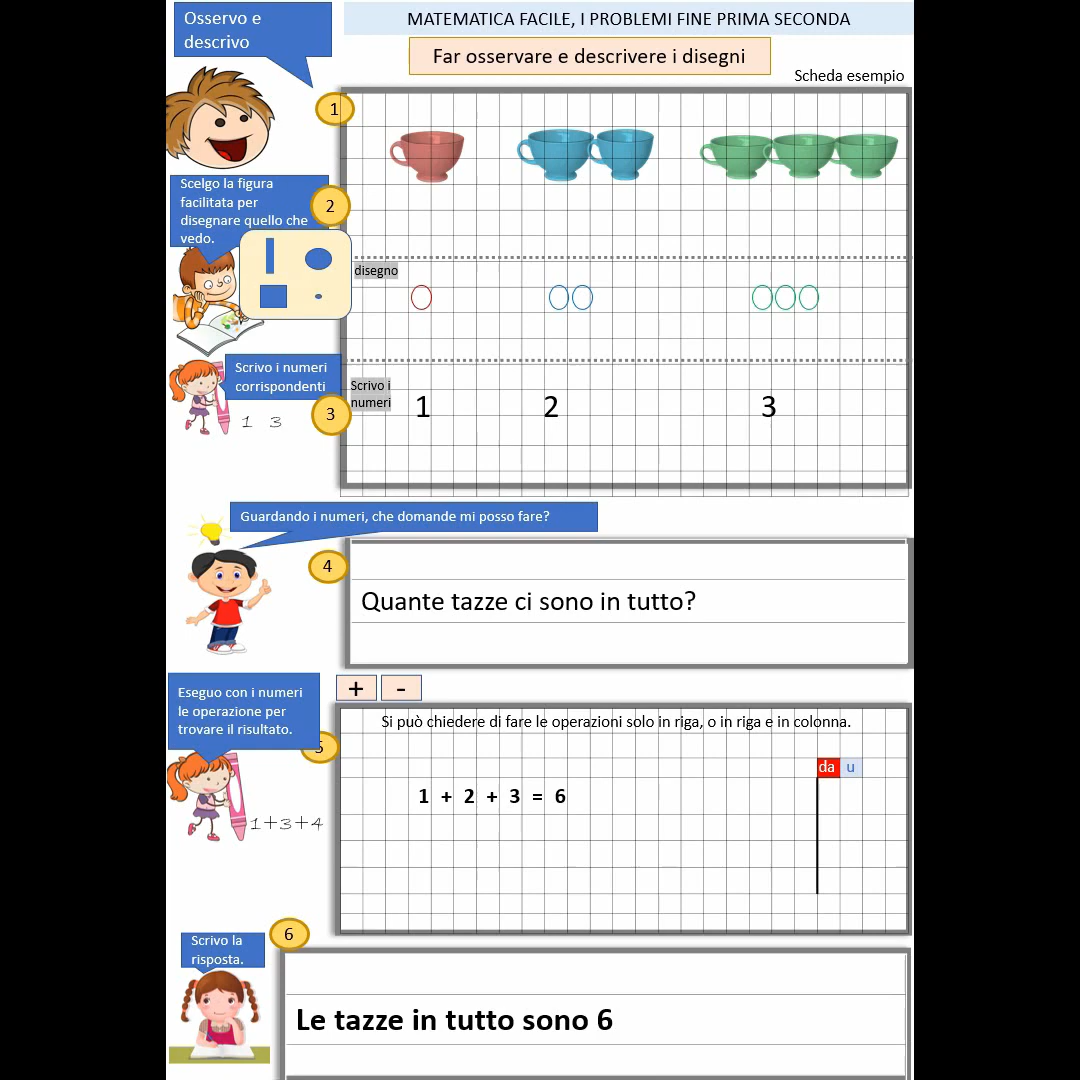 Osservo e
descrivo
MATEMATICA FACILE, I PROBLEMI FINE PRIMA SECONDA
Far osservare e descrivere i disegni
Scheda esempio
1
Scelgo la figura
facilitata per
disegnare quello che
vedo.
2
disegno
Scrivo i numeri
corrispondenti
1 3
3
Scrivo i
numeri
1 2 3
Guardando i numeri, che domande mi posso fare?
4
Quante tazze ci sono in tutto?
Eseguo con i numeri
le operazione per
trovare il risultato.
+ -
5
Si può chiedere di fare le operazioni solo in riga, o in riga e in colonna.
da u
1 + 2 + 3 = 6
1+3+4
6
Scrivo la
risposta.
Le tazze in tutto sono 6